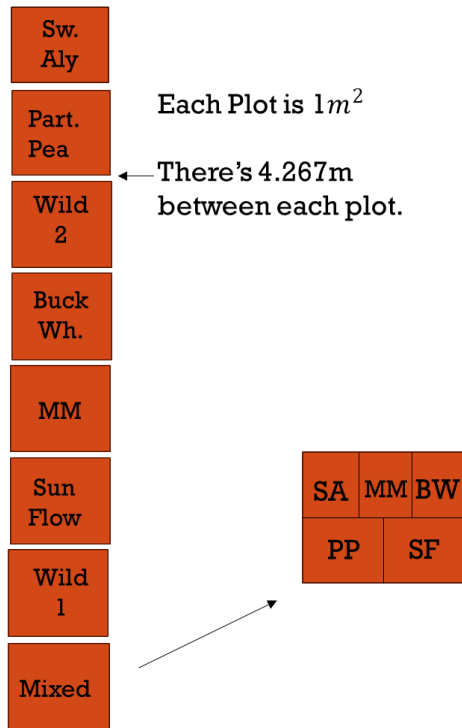 Sw.
Aly
Part.
Pea
Wild
2
Buck
Wh.
MM
Sun
Flow
Wild
1
Mixed
Each Plot is 1m²
There's 4.267m
between each plot.
SA MM BW
PP SF